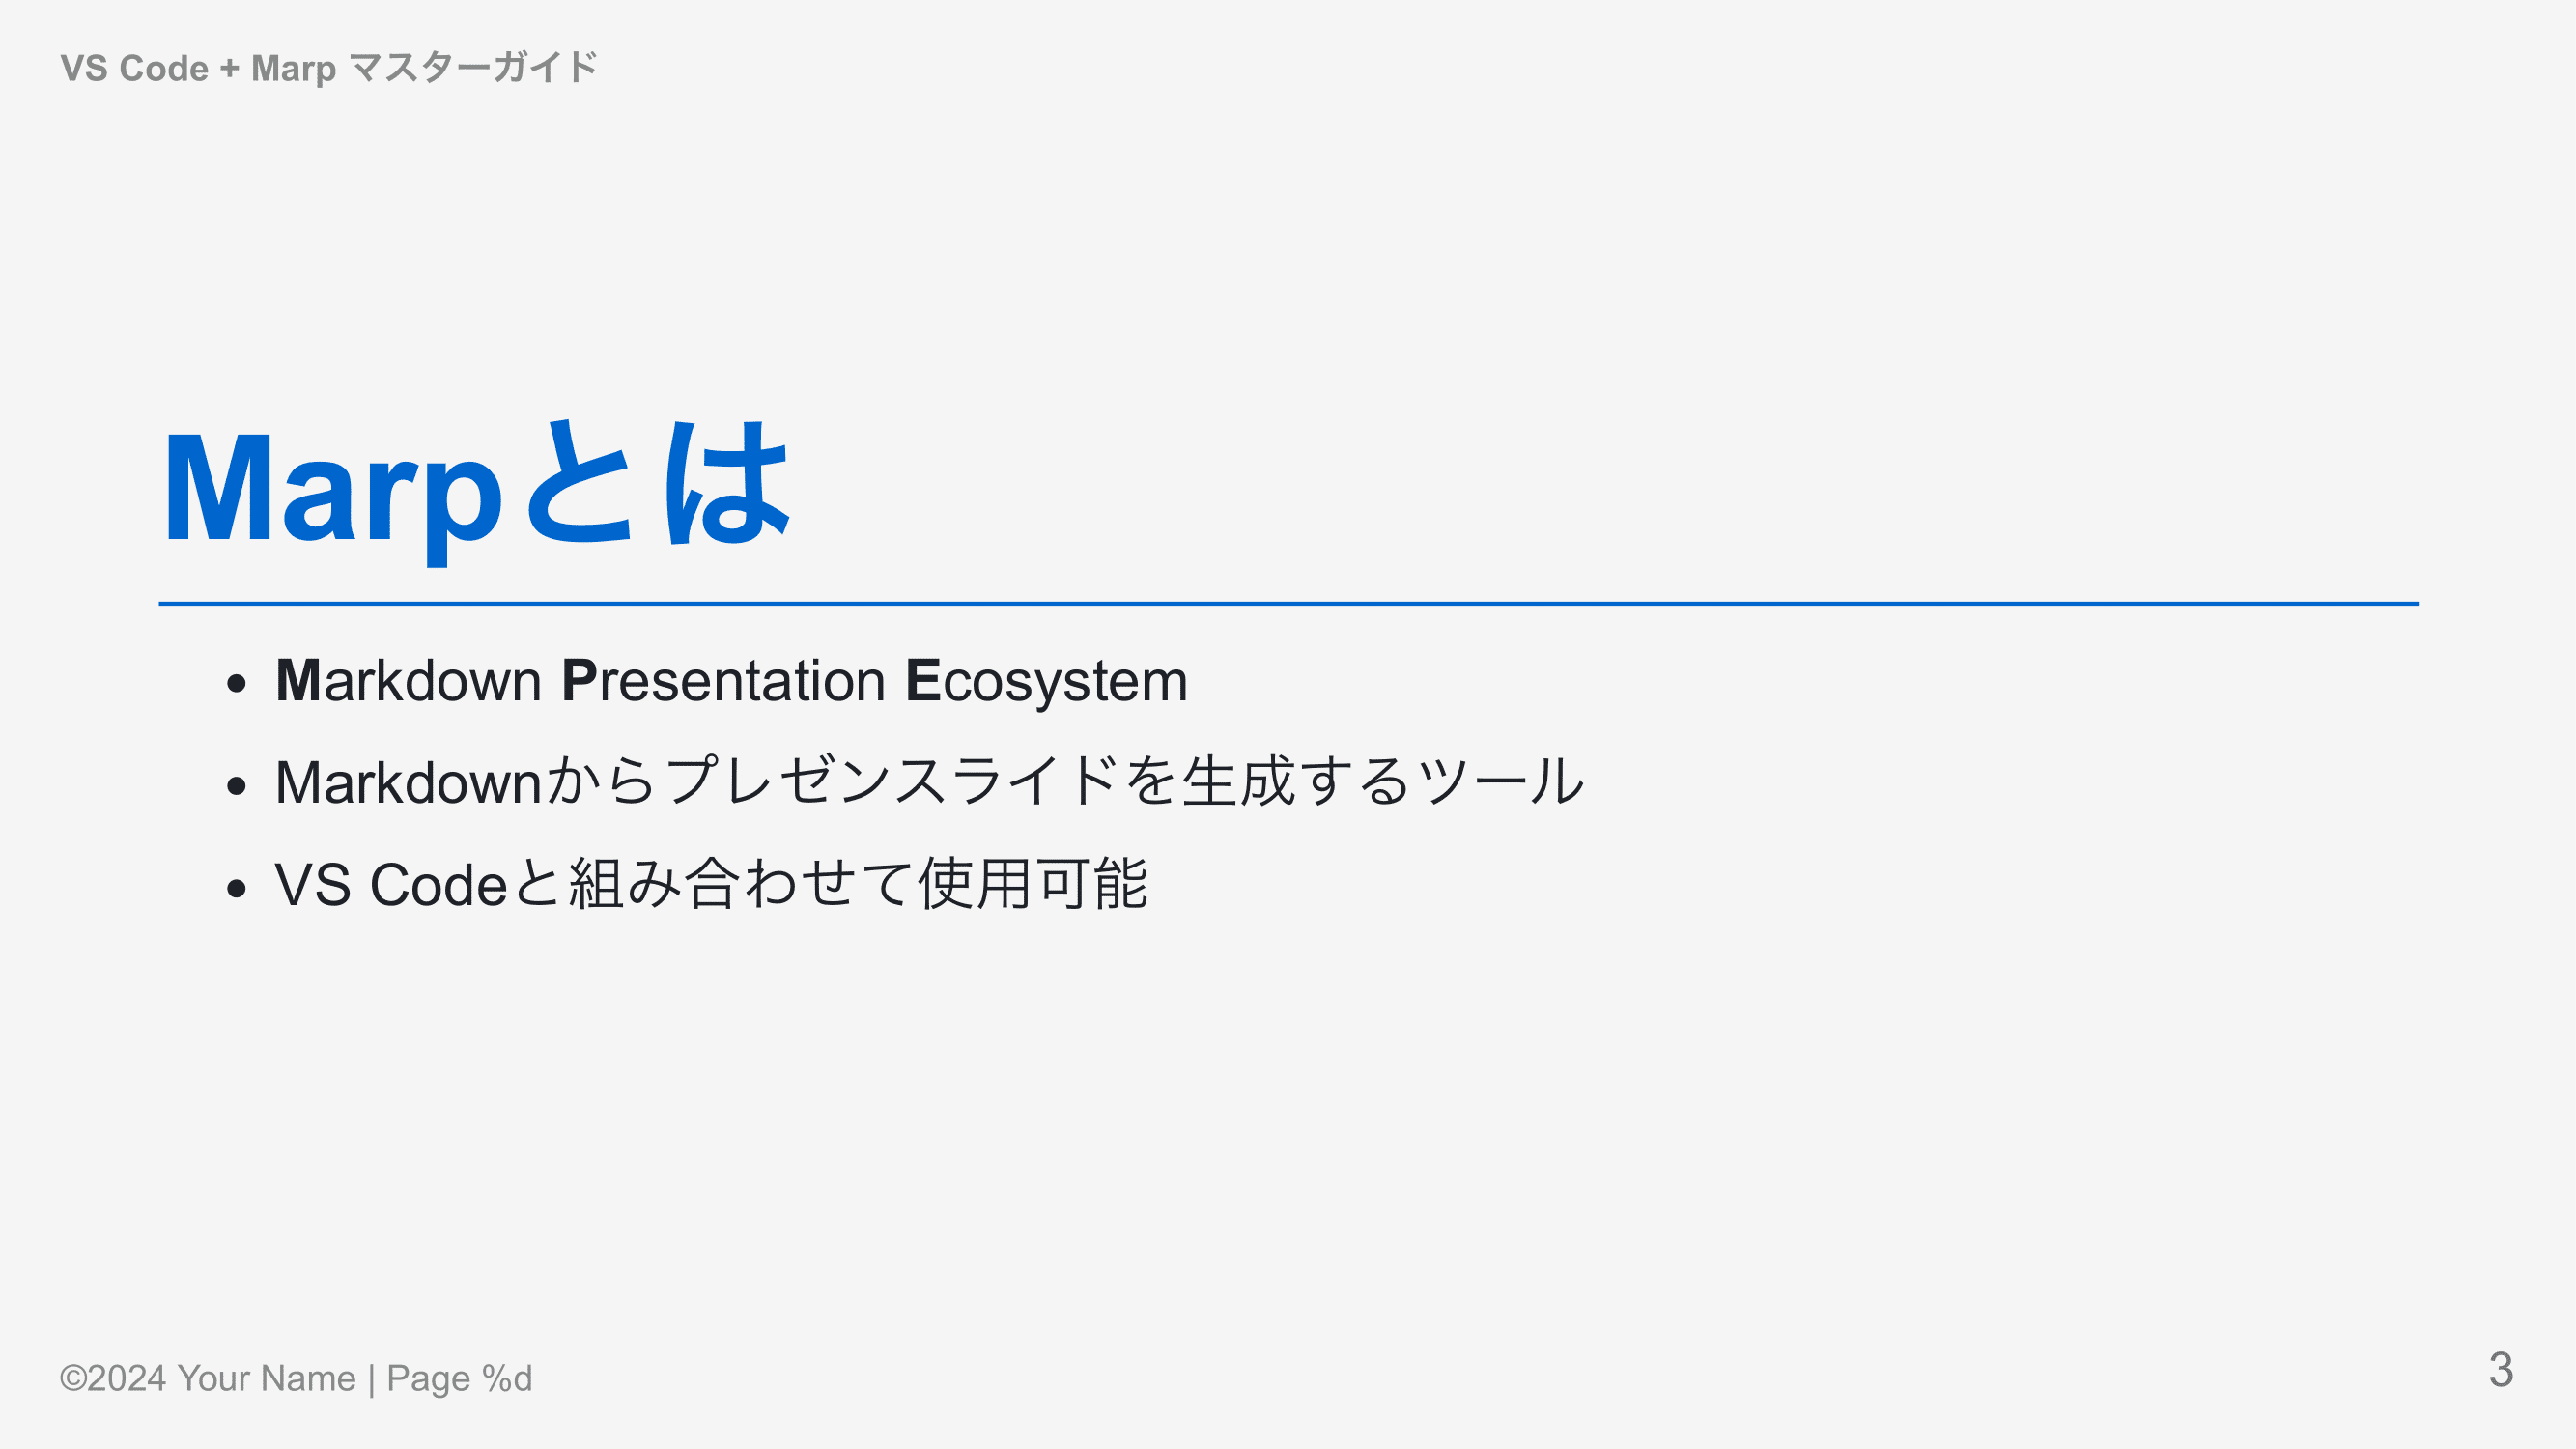 VS Code + Marp マスターガイド
Marpとは
• Markdown Presentation Ecosystem
• Markdownからプレゼンスライドを生成するツール
• VS Codeと組み合わせて使用可能
©2024 Your Name | Page %d
3